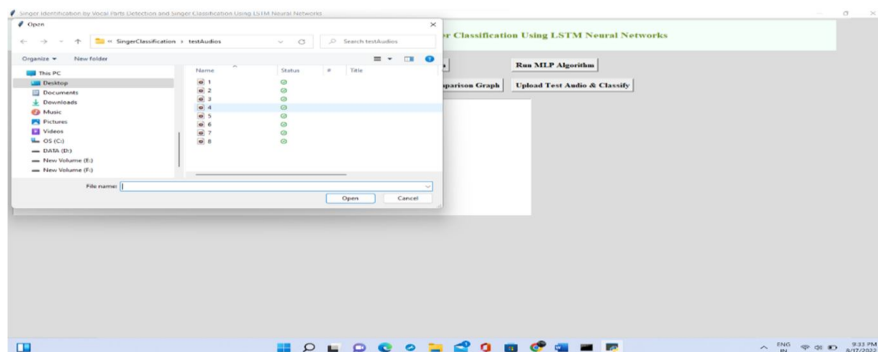 Singer Identification by Vocal Parts Detection and Singer Classification Using LSTM Neural Networks
Open
SingerClassification › testAudios
Search testAudios
Organize
New folder
This PC
Desktop
Documents
Downloads
Music
Pictures
Videos
OS (C:)
DATA (D:)
New Volume (E:)
New Volume (F:)
Name Status # Title
1
2
3
4
5
6
7
8
File name:
Open Cancel
Classification Using LSTM Neural Networks
Run MLP Algorithm
Graph
Upload Test Audio & Classify
ENG
IN
9:33 PM
8/17/2022